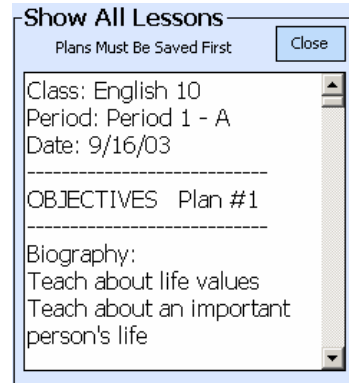 Show All Lessons
Plans Must Be Saved First
Close
Class: English 10
Period: Period 1 - A
Date: 9/16/03
---------------------------
OBJECTIVES   Plan #1
---------------------------
Biography:
Teach about life values
Teach about an important
person's life